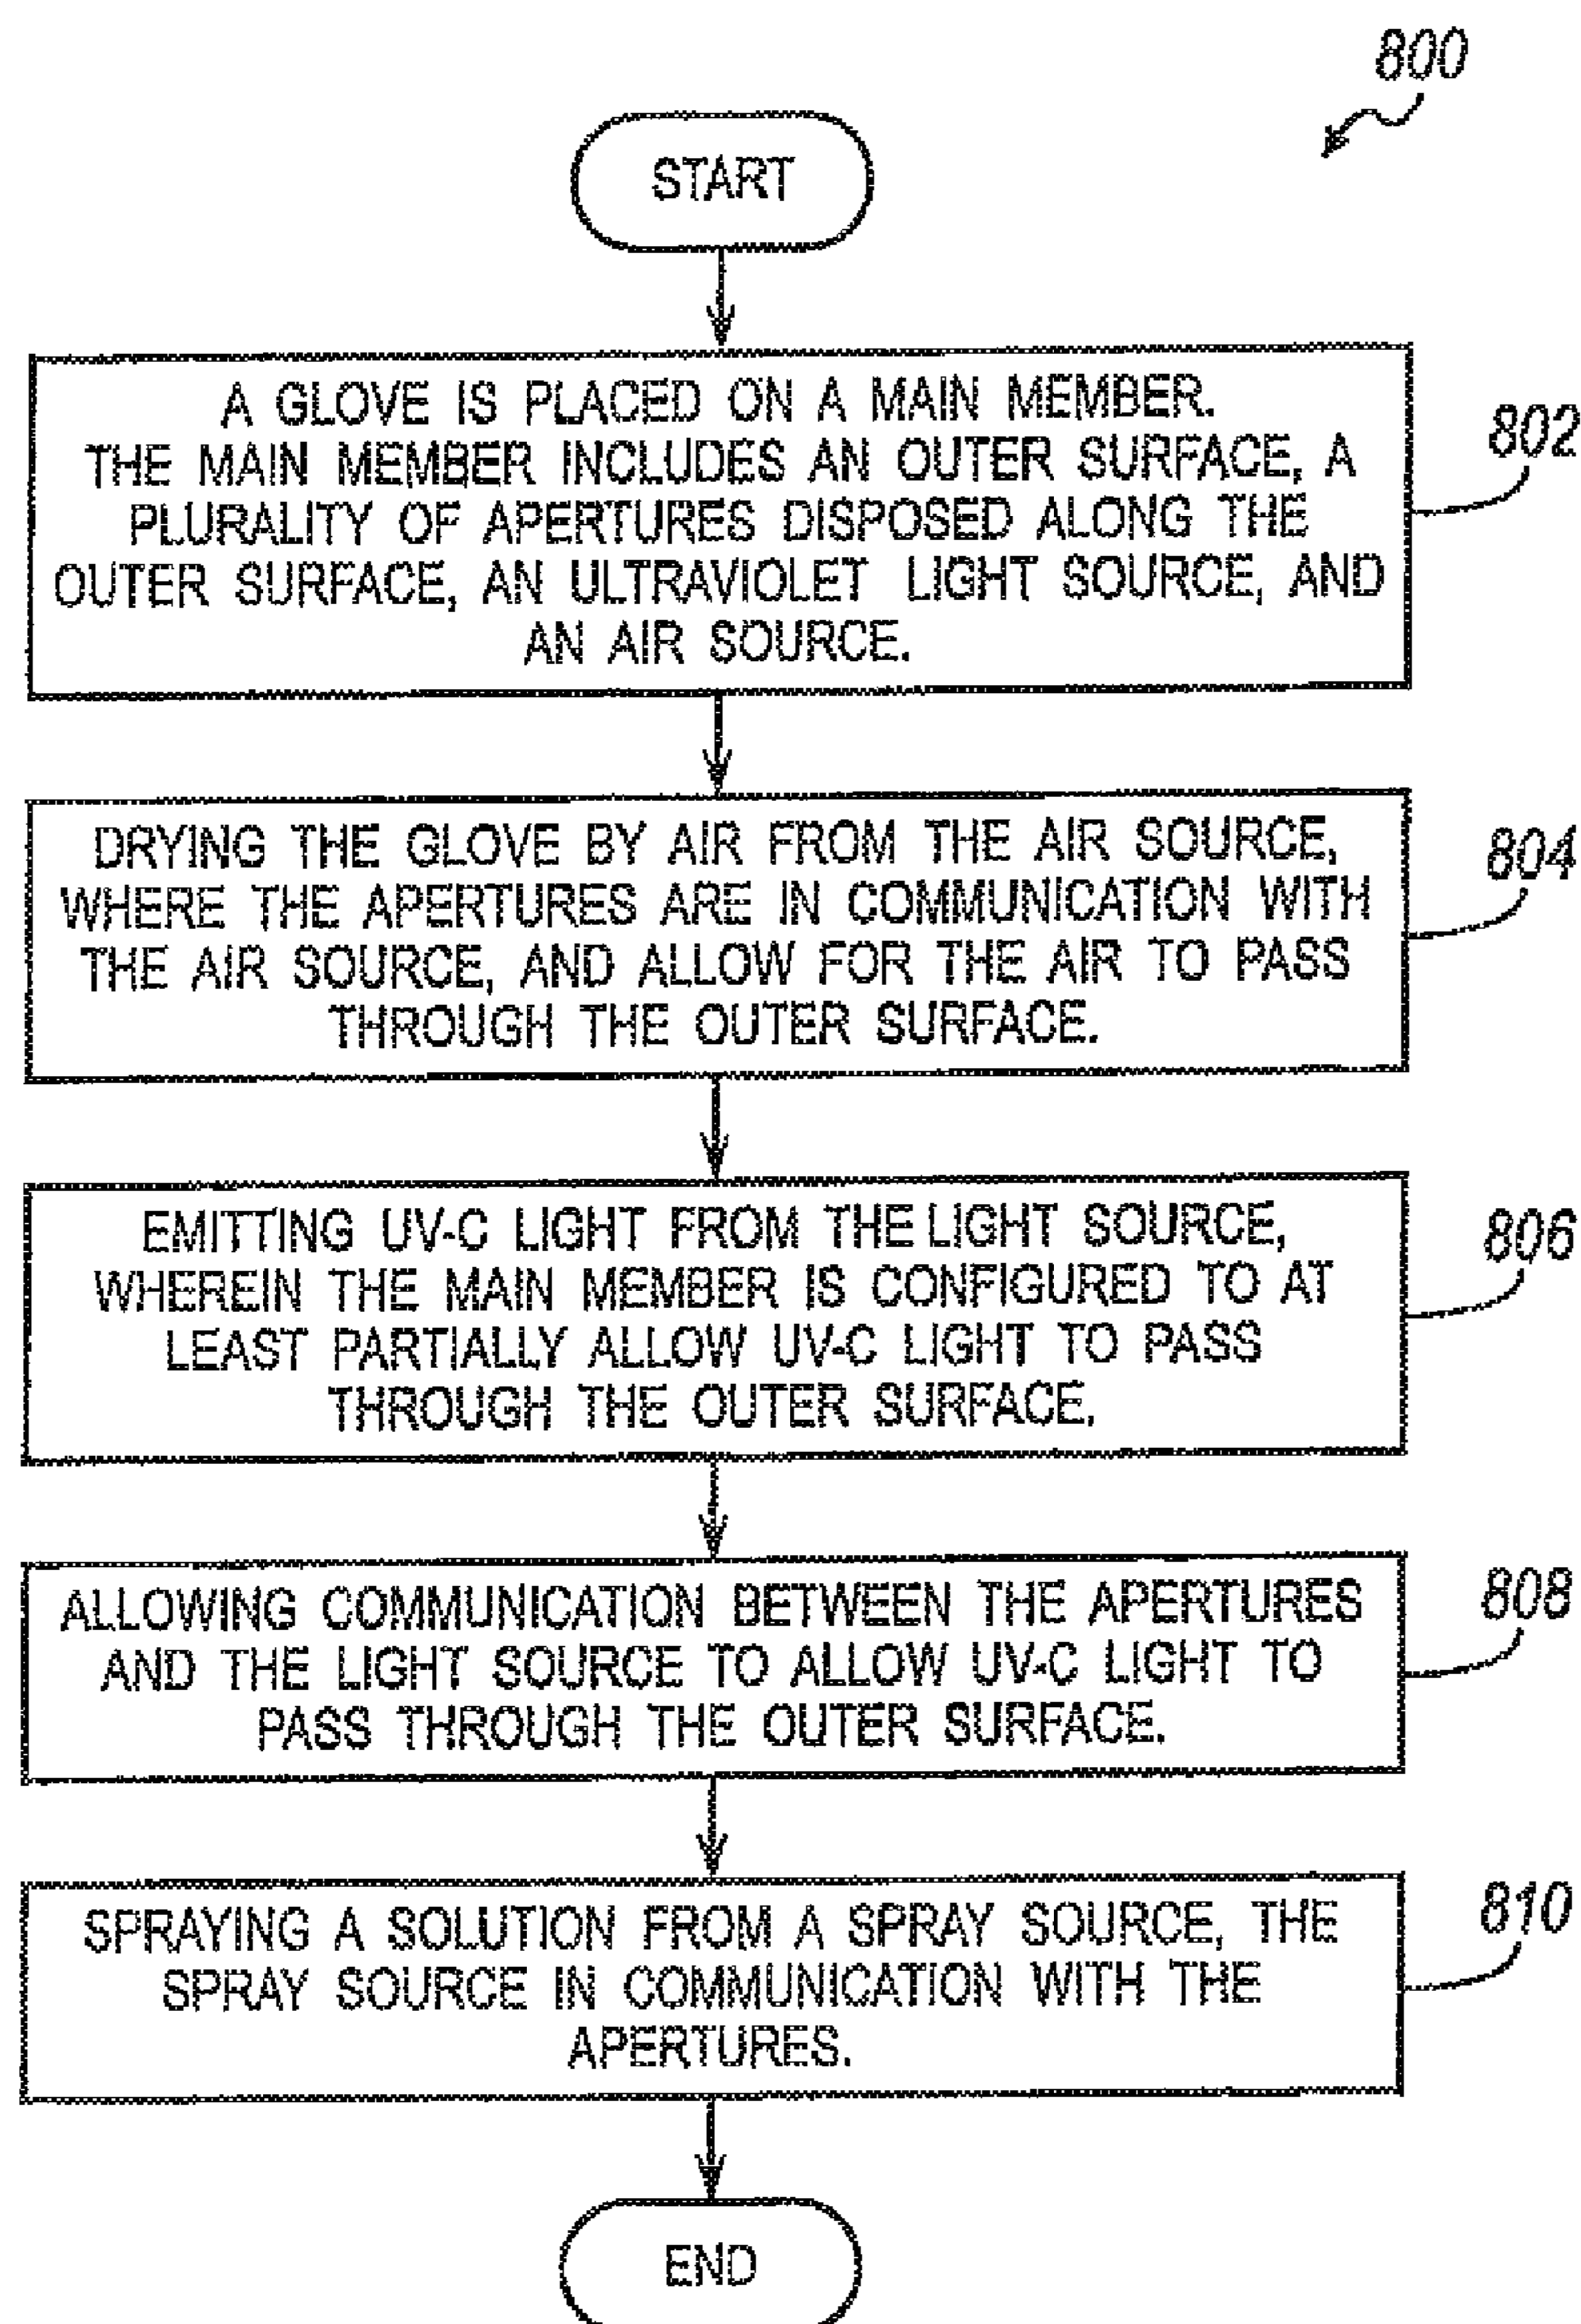 800
START
A GLOVE IS PLACED ON A MAIN MEMBER.
THE MAIN MEMBER INCLUDES AN OUTER SURFACE, A
PLURALITY OF APERTURES DISPOSED ALONG THE
OUTER SURFACE, AN ULTRAVIOLET LIGHT SOURCE, AND
AN AIR SOURCE.
802
DRYING THE GLOVE BY AIR FROM THE AIR SOURCE,
WHERE THE APERTURES ARE IN COMMUNICATION WITH
THE AIR SOURCE, AND ALLOW FOR THE AIR TO PASS
THROUGH THE OUTER SURFACE.
804
EMITTING UV-C LIGHT FROM THE LIGHT SOURCE,
WHEREIN THE MAIN MEMBER IS CONFIGURED TO AT
LEAST PARTIALLY ALLOW UV-C LIGHT TO PASS
THROUGH THE OUTER SURFACE.
806
ALLOWING COMMUNICATION BETWEEN THE APERTURES
AND THE LIGHT SOURCE TO ALLOW UV-C LIGHT TO
PASS THROUGH THE OUTER SURFACE.
808
SPRAYING A SOLUTION FROM A SPRAY SOURCE, THE
SPRAY SOURCE IN COMMUNICATION WITH THE
APERTURES.
810
END